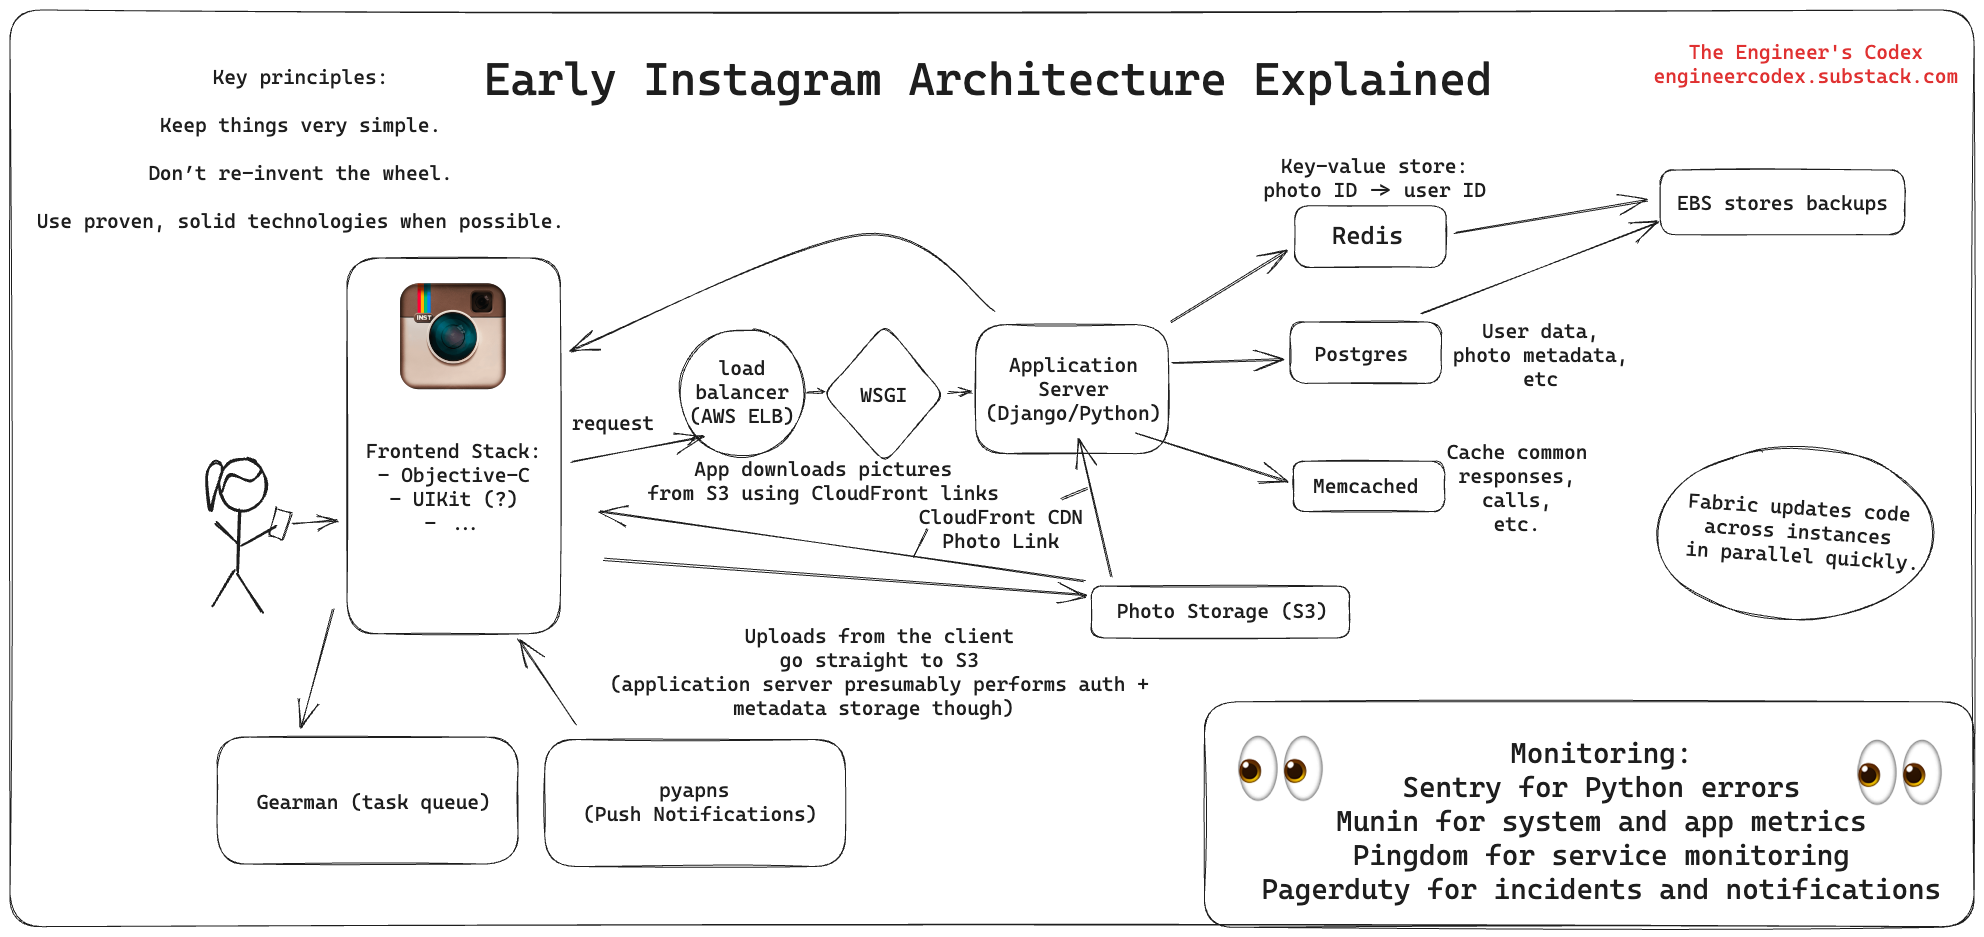 Early Instagram Architecture Explained
The Engineer's Codex
engineercodex.substack.com
Key principles:
Keep things very simple.
Don’t re-invent the wheel.
Use proven, solid technologies when possible.
INST
Frontend Stack:
- Objective-C
- UIKit (?)
- ...
request
load
balancer
(AWS ELB)
WSGI
Application
Server
(Django/Python)
Key-value store:
photo ID -> user ID
Redis
EBS stores backups
Postgres
User data,
photo metadata,
etc
Memcached
Cache common
responses,
calls,
etc.
App downloads pictures
from S3 using CloudFront links
CloudFront CDN
Photo Link
Photo Storage (S3)
Fabric updates code
across instances
in parallel quickly.
Uploads from the client
go straight to S3
(application server presumably performs auth +
metadata storage though)
Gearman (task queue)
pyapns
(Push Notifications)
Monitoring:
Sentry for Python errors
Munin for system and app metrics
Pingdom for service monitoring
Pagerduty for incidents and notifications